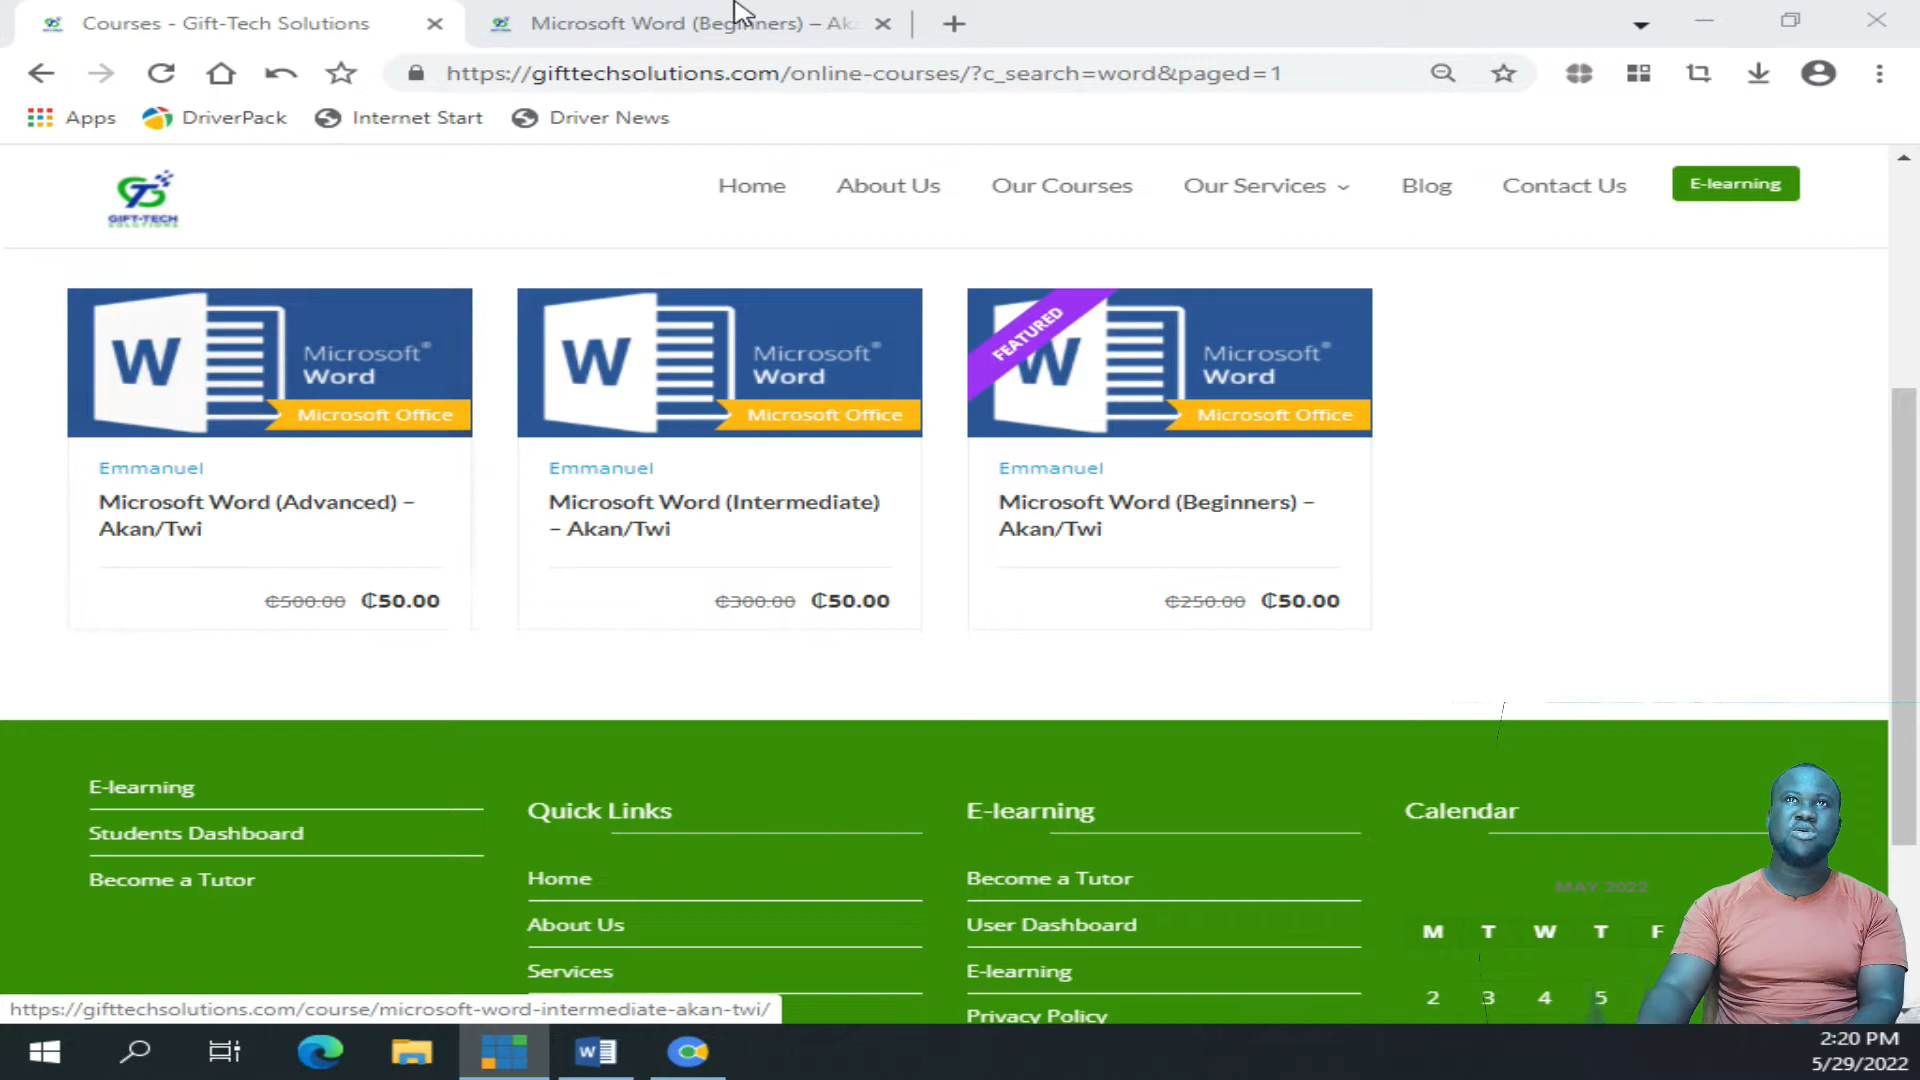 Courses - Gift-Tech Solutions
Microsoft Word (Beginners) – Ak
https://gifttechsolutions.com/online-courses/?c_search=word&paged=1
Apps DriverPack Internet Start Driver News
GIFT-TECH
SOLUTIONS
Home About Us Our Courses Our Services Blog Contact Us E-learning
W Microsoft® Word
Microsoft Office
Emmanuel
Microsoft Word (Advanced) –
Akan/Twi
₵500.00 ₵50.00
W Microsoft® Word
Microsoft Office
Emmanuel
Microsoft Word (Intermediate)
– Akan/Twi
₵300.00 ₵50.00
FEATURED
W Microsoft® Word
Microsoft Office
Emmanuel
Microsoft Word (Beginners) –
Akan/Twi
₵250.00 ₵50.00
E-learning
Students Dashboard
Become a Tutor
Quick Links
Home
About Us
Services
E-learning
Become a Tutor
User Dashboard
E-learning
Privacy Policy
Calendar
MAY 2022
M T W T F
2 3 4 5
https://gifttechsolutions.com/course/microsoft-word-intermediate-akan-twi/
W
2:20 PM
5/29/2022